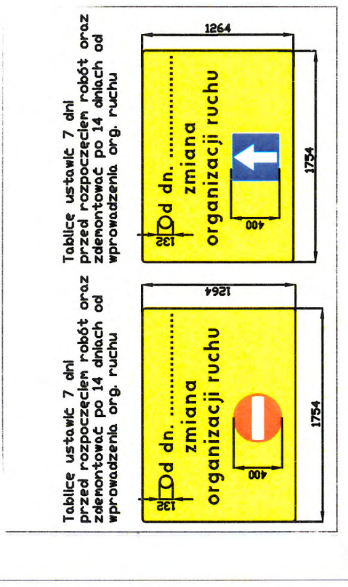 Tablice ustawić 7 dni
przed rozpoczęciem robót oraz
zdemontować po 14 dniach od
wprowadzenia org. ruchu
132
Od dn. ................
zmiana
organizacji ruchu
400
1264
1754
Tablice ustawić 7 dni
przed rozpoczęciem robót oraz
zdemontować po 14 dniach od
wprowadzenia org. ruchu
132
Od dn. ................
zmiana
organizacji ruchu
400
1264
1754